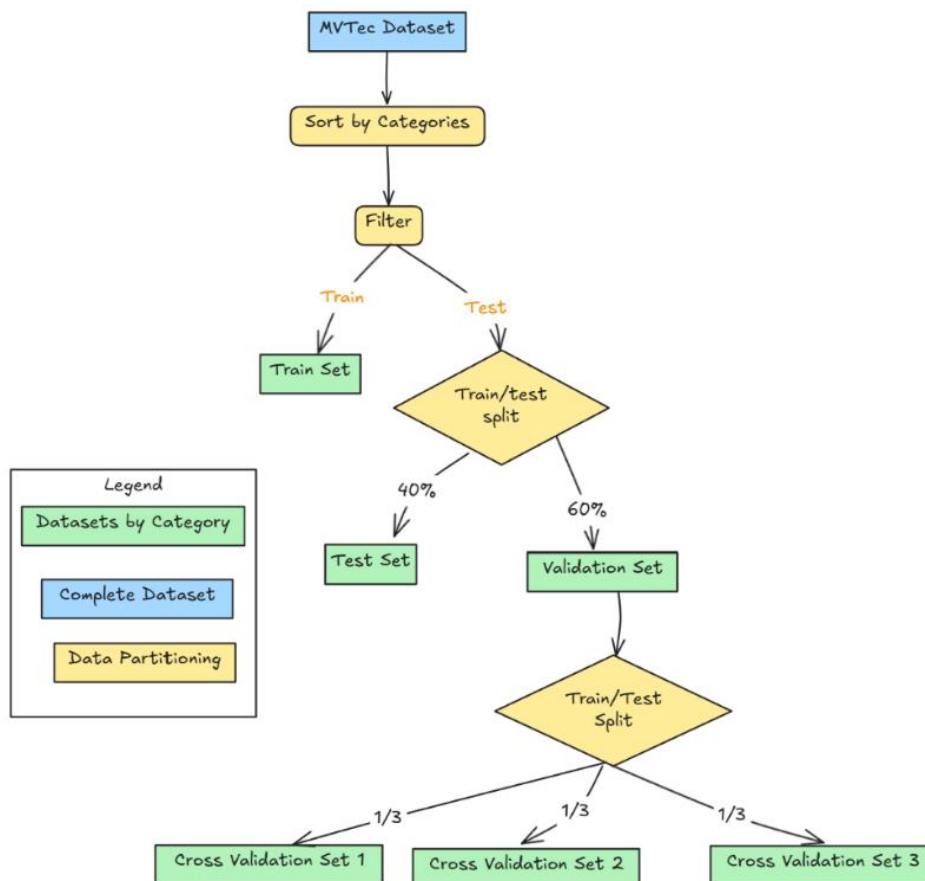 MVTec Dataset
Sort by Categories
Filter
Train
Test
Train Set
Train/test
split
40%
60%
Test Set
Validation Set
Legend
Datasets by Category
Complete Dataset
Data Partitioning
Train/Test
Split
1/3
1/3
1/3
Cross Validation Set 1
Cross Validation Set 2
Cross Validation Set 3